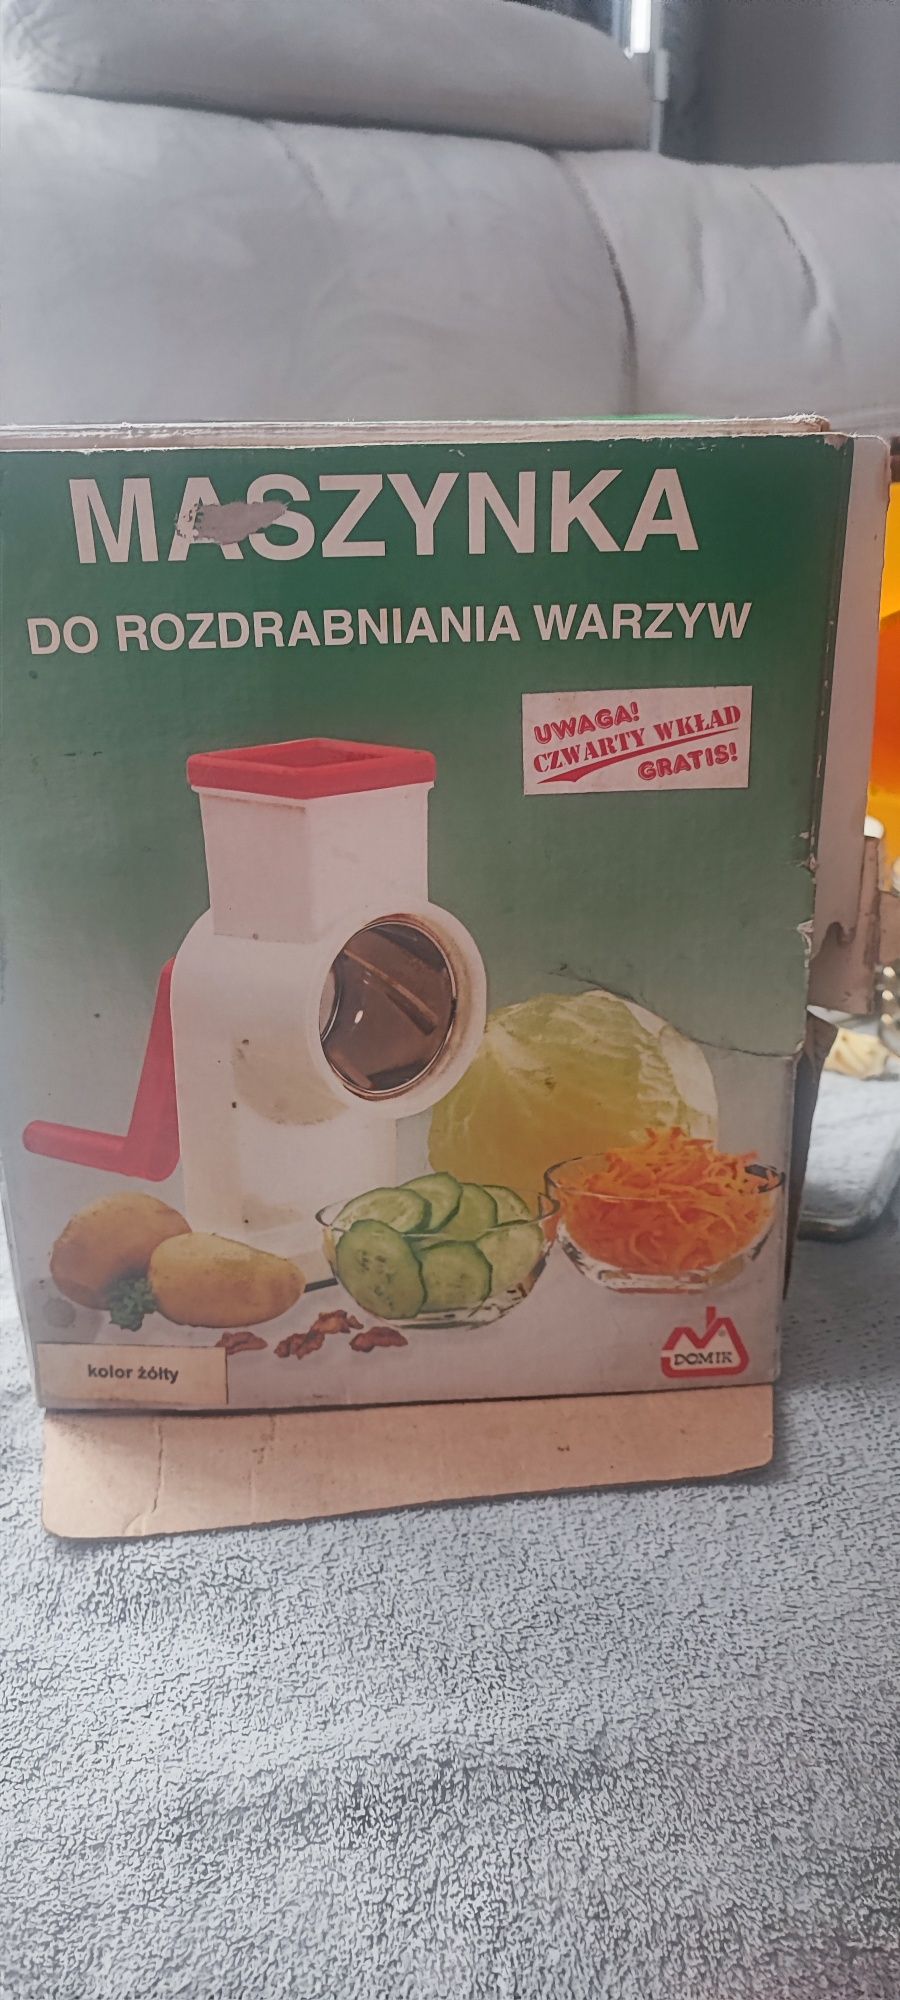 MASZYNKA
DO ROZDRABNIANIA WARZYW
UWAGA!
CZWARTY WKŁAD
GRATIS!
DOMIK
kolor żółty